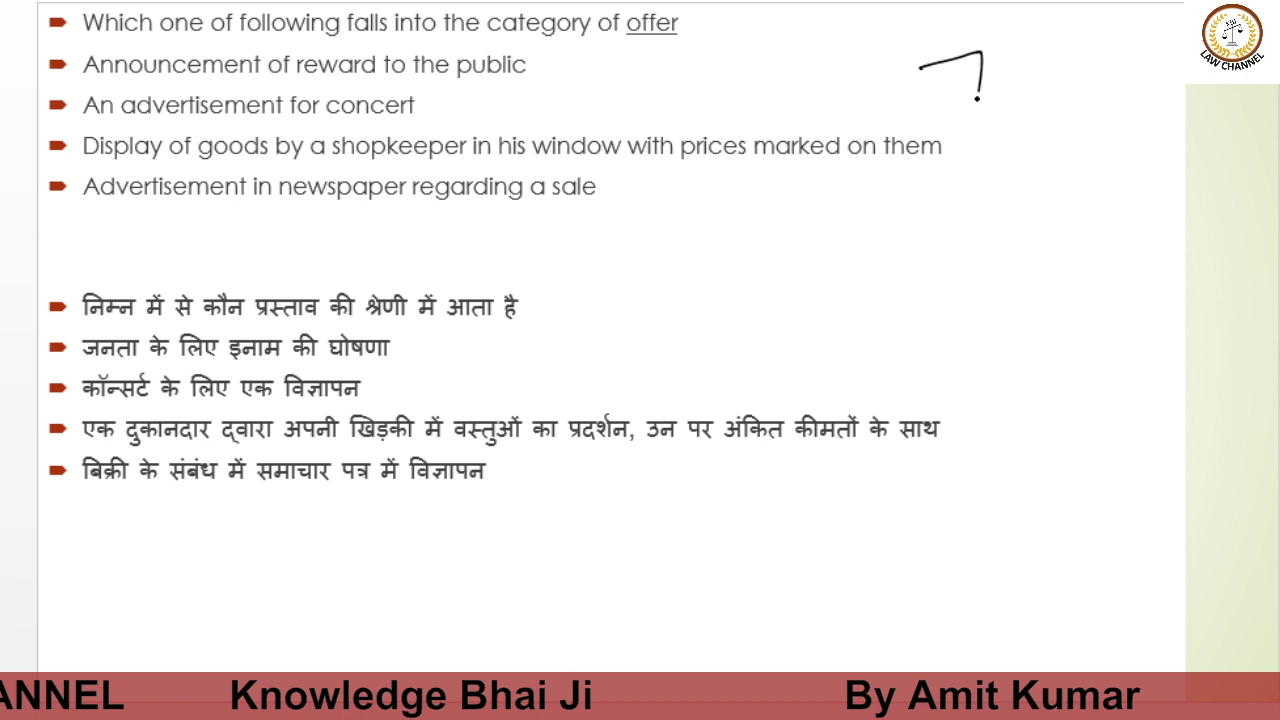 Which one of following falls into the category of offer
Announcement of reward to the public
An advertisement for concert
Display of goods by a shopkeeper in his window with prices marked on them
Advertisement in newspaper regarding a sale
निम्न में से कौन प्रस्ताव की श्रेणी में आता है
जनता के लिए इनाम की घोषणा
कॉन्सर्ट के लिए एक विज्ञापन
एक दुकानदार द्वारा अपनी खिड़की में वस्तुओं का प्रदर्शन, उन पर अंकित कीमतों के साथ
बिक्री के संबंध में समाचार पत्र में विज्ञापन
LAW CHANNEL
ANNEL Knowledge Bhai Ji By Amit Kumar